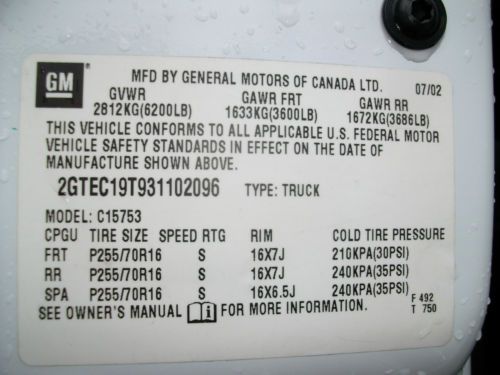 GM
MFD BY GENERAL MOTORS OF CANADA LTD. 07/02
GVWR GAWR FRT GAWR RR
2812KG(6200LB) 1633KG(3600LB) 1672KG(3686LB)
THIS VEHICLE CONFORMS TO ALL APPLICABLE U.S. FEDERAL MOTOR
VEHICLE SAFETY STANDARDS IN EFFECT ON THE DATE OF
MANUFACTURE SHOWN ABOVE.
2GTEC19T931102096 TYPE: TRUCK
MODEL: C15753
CPGU TIRE SIZE SPEED RTG RIM COLD TIRE PRESSURE
FRT P255/70R16 S 16X7J 210KPA(30PSI)
RR P255/70R16 S 16X7J 240KPA(35PSI)
SPA P255/70R16 S 16X6.5J 240KPA(35PSI)
SEE OWNER'S MANUAL i FOR MORE INFORMATION. F 492
T 750